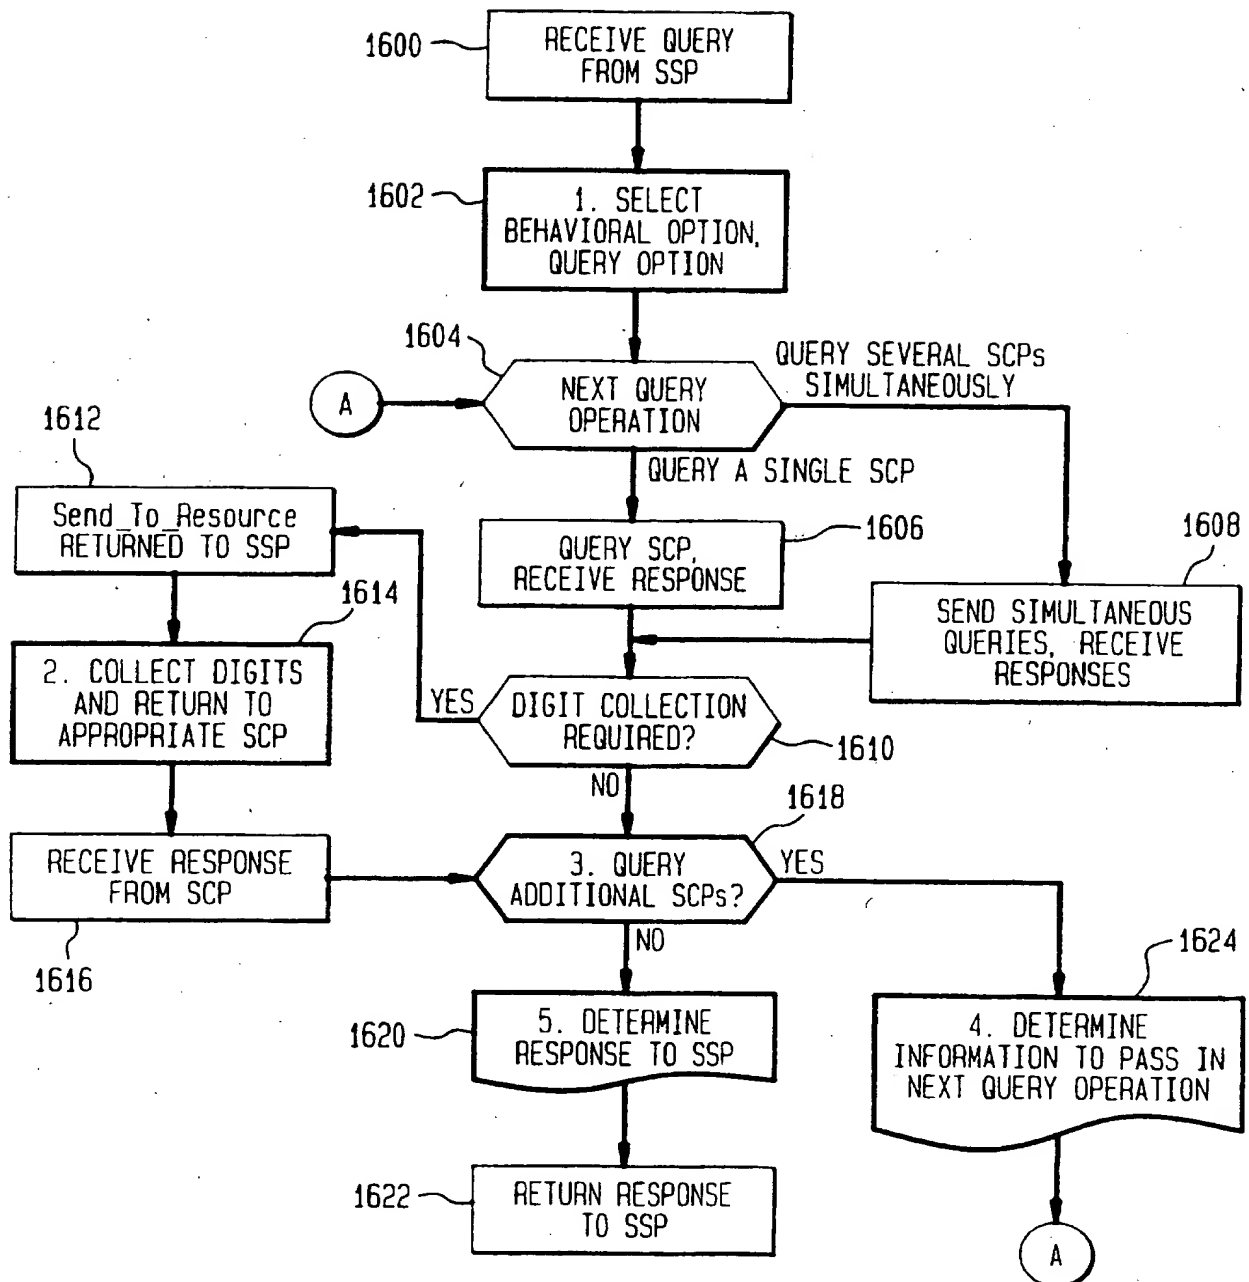 1600
RECEIVE QUERY
FROM SSP
1602
1. SELECT
BEHAVIORAL OPTION,
QUERY OPTION
1604
A
NEXT QUERY
OPERATION
QUERY SEVERAL SCPs
SIMULTANEOUSLY
QUERY A SINGLE SCP
1612
Send_To_Resource
RETURNED TO SSP
1606
QUERY SCP,
RECEIVE RESPONSE
1608
SEND SIMULTANEOUS
QUERIES, RECEIVE
RESPONSES
1614
2. COLLECT DIGITS
AND RETURN TO
APPROPRIATE SCP
YES
DIGIT COLLECTION
REQUIRED?
1610
NO
1618
RECEIVE RESPONSE
FROM SCP
1616
3. QUERY
ADDITIONAL SCPs?
YES
NO
1624
1620
5. DETERMINE
RESPONSE TO SSP
4. DETERMINE
INFORMATION TO PASS IN
NEXT QUERY OPERATION
1622
RETURN RESPONSE
TO SSP
A